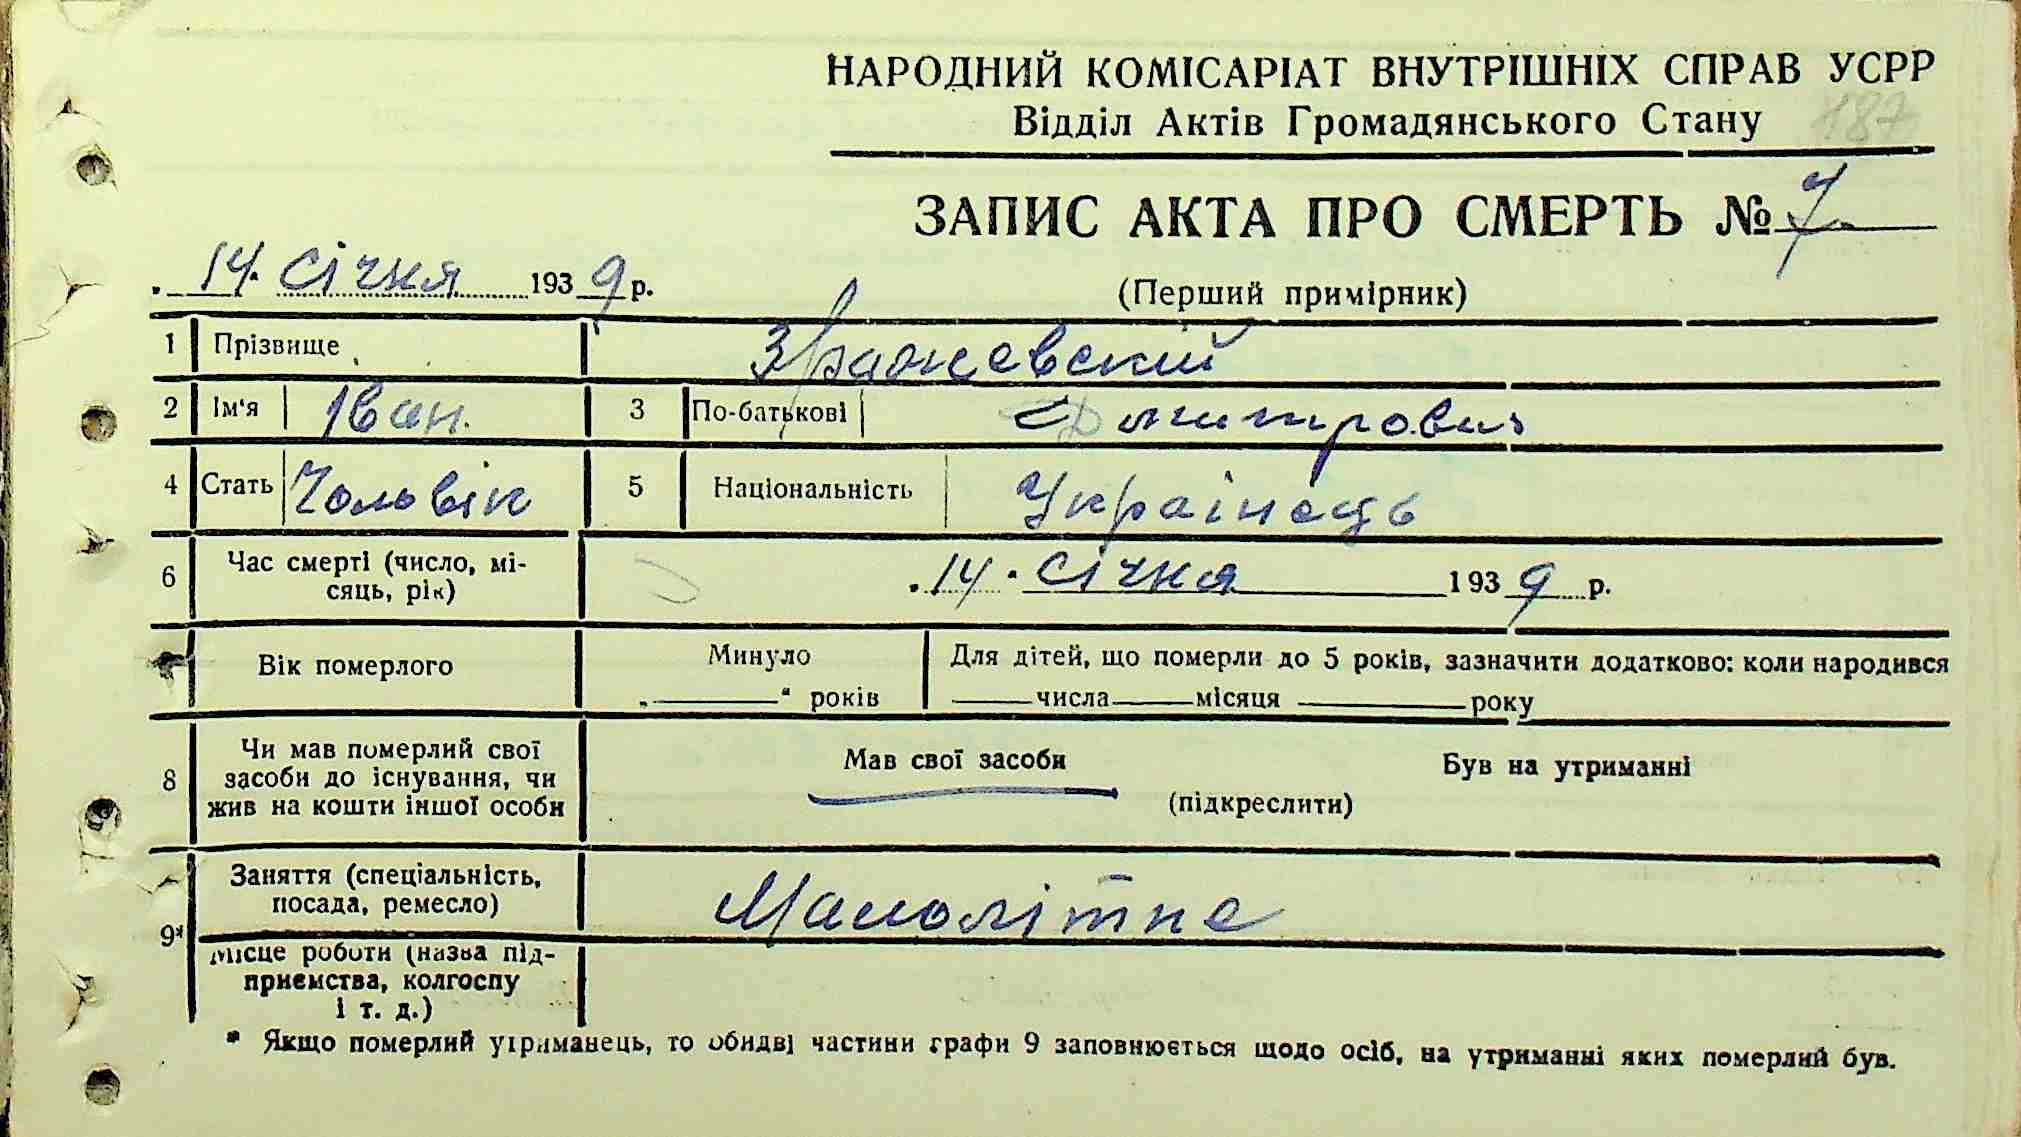 НАРОДНИЙ КОМІСАРІАТ ВНУТРІШНІХ СПРАВ УСРР
Відділ Актів Громадянського Стану
187
ЗАПИС АКТА ПРО СМЕРТЬ № 7
14. січня 1939 р.
(Перший примірник)
1 Прізвище Зражевский
2 Ім'я Іван. 3 По-батькові Дмитрович
4 Стать Чоловік 5 Національність Українець
6 Час смерті (число, мі-
сяць, рік) „14" січня 1939 р.
Вік померлого Минуло Для дітей, що померли до 5 років, зазначити додатково: коли народився
„ " років числа місяця року
8 Чи мав померлий свої
засоби до існування, чи
жив на кошти іншої особи
Мав свої засоби Був на утриманні
(підкреслити)
9* Заняття (спеціальність,
посада, ремесло) Малолітне
Місце роботи (назва під-
приємства, колгоспу
і т. д.)
* Якщо померлий утриманець, то обидві частини графи 9 заповнюється щодо осіб, на утриманні яких померлий був.